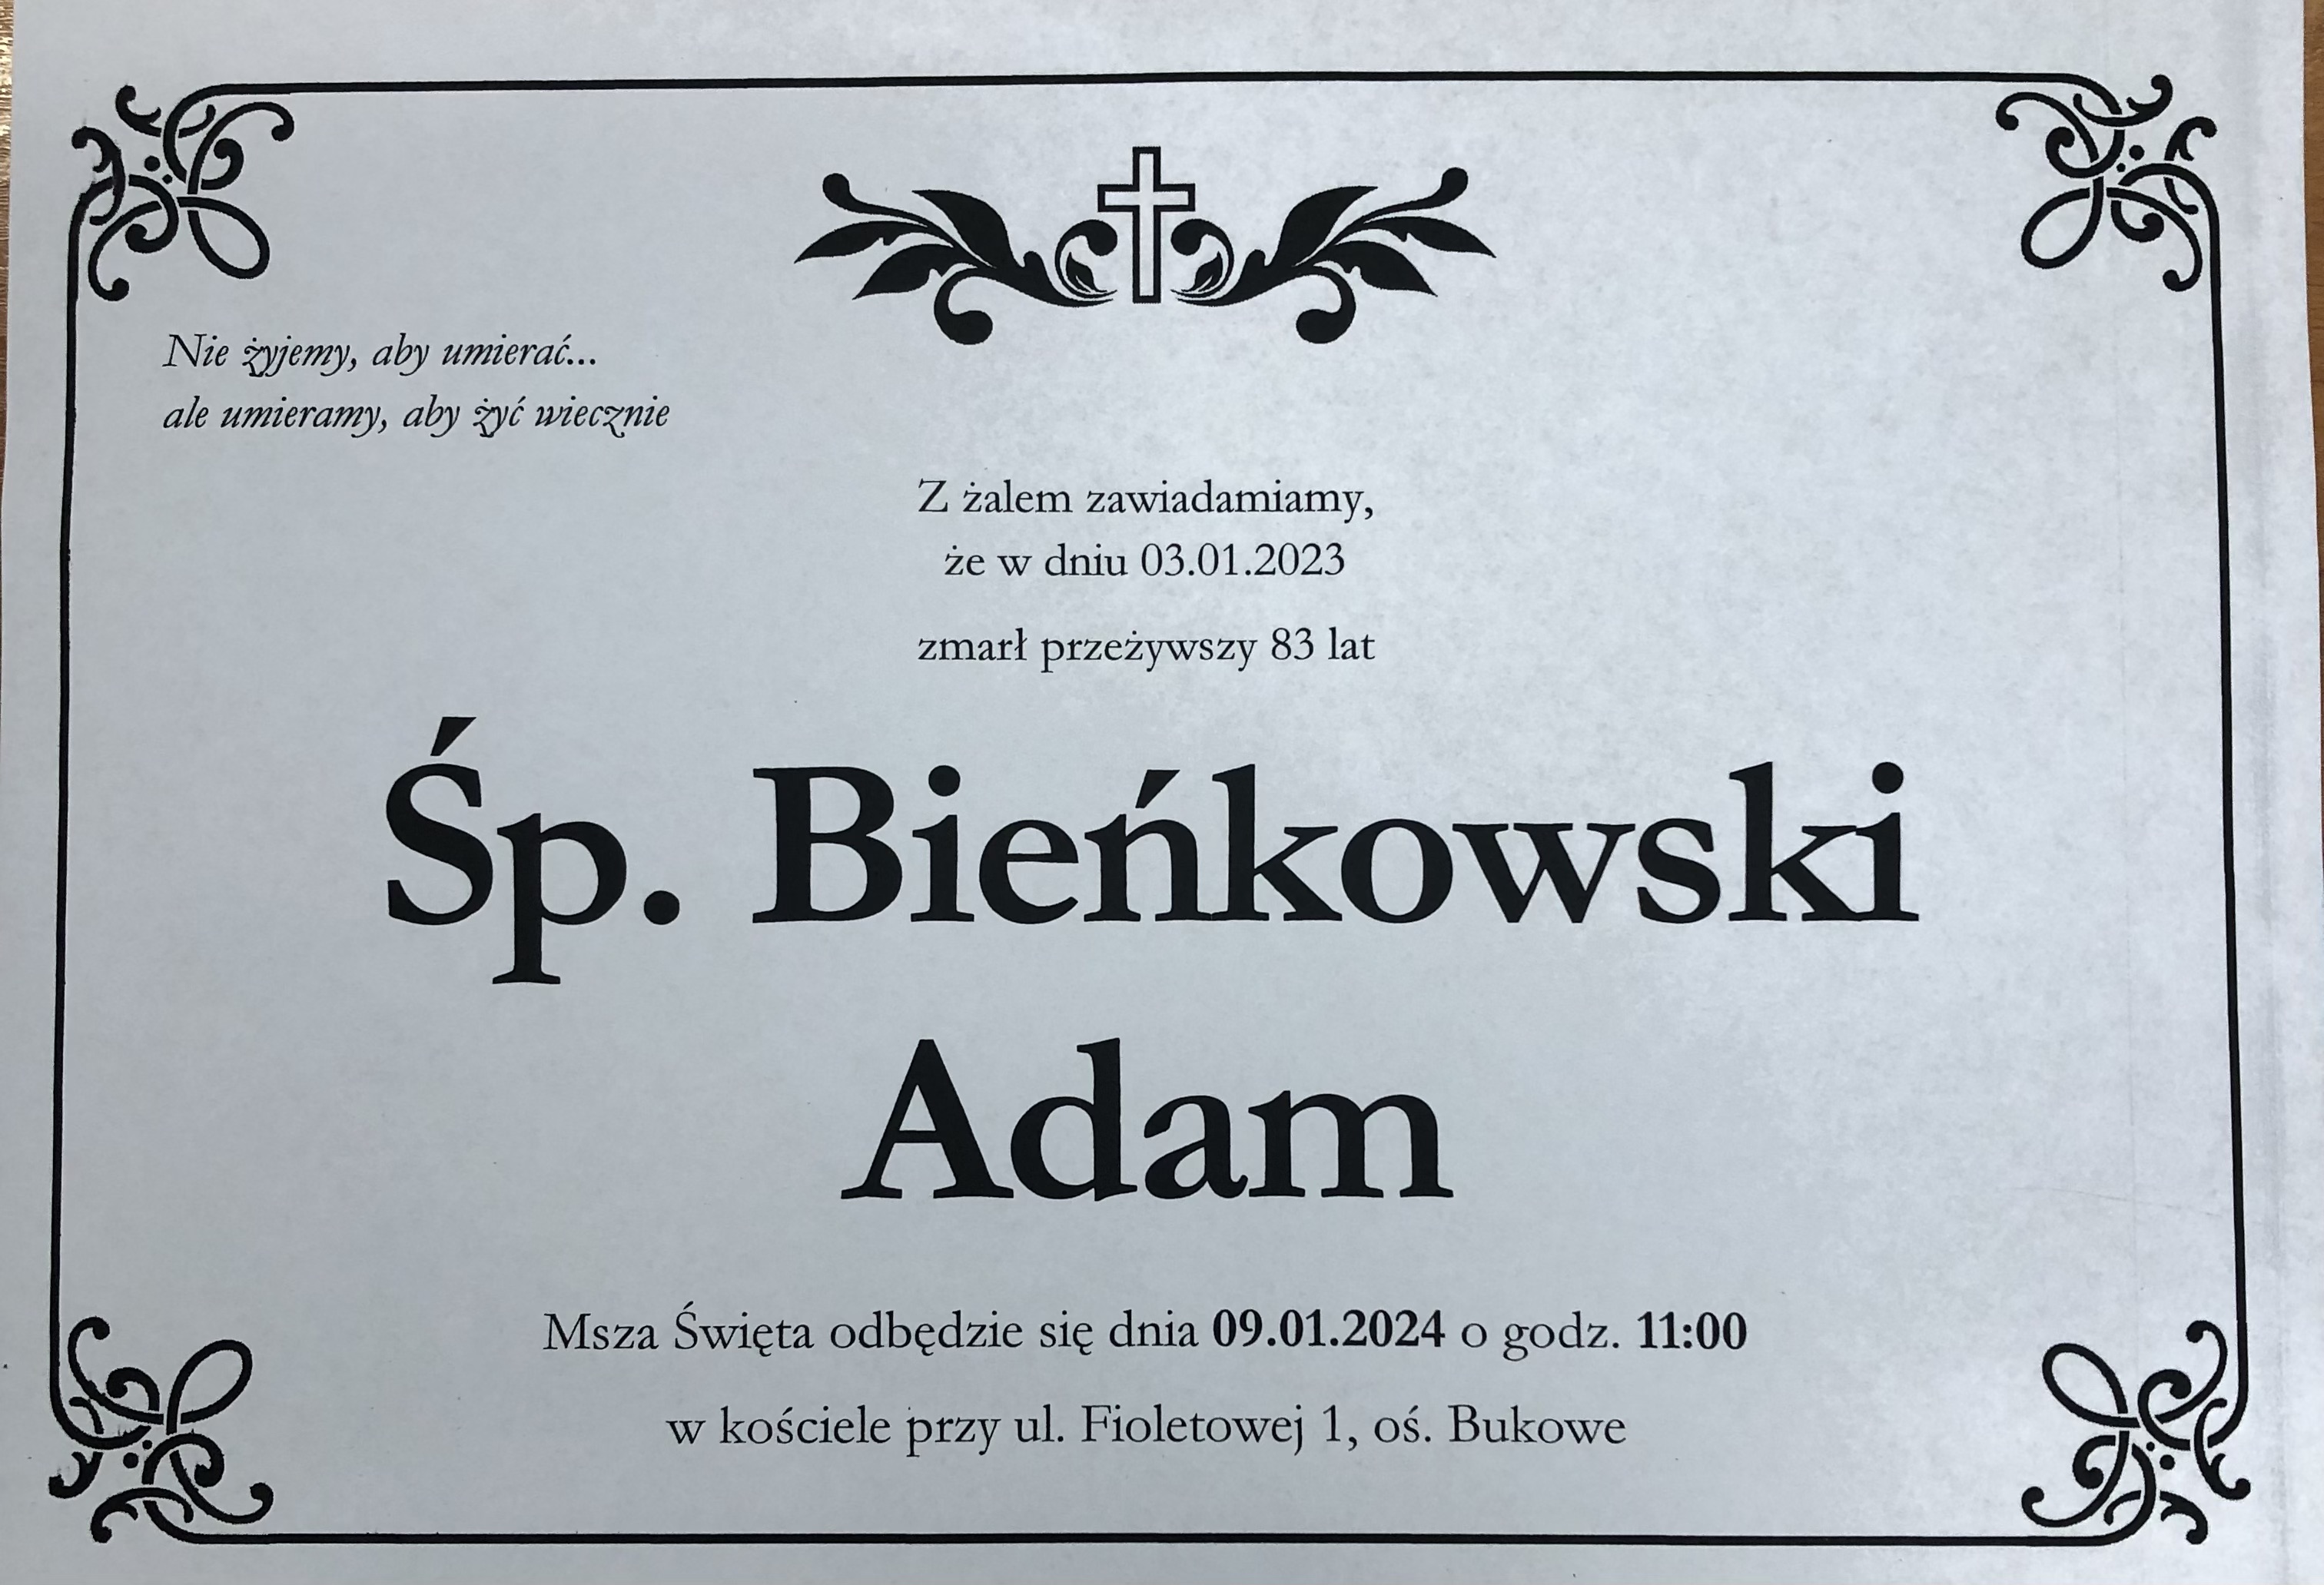 Nie żyjemy, aby umierać...
ale umieramy, aby żyć wiecznie
Z żalem zawiadamiamy,
że w dniu 03.01.2023
zmarł przeżywszy 83 lat
Śp. Bieńkowski
Adam
Msza Święta odbędzie się dnia 09.01.2024 o godz. 11:00
w kościele przy ul. Fioletowej 1, oś. Bukowe